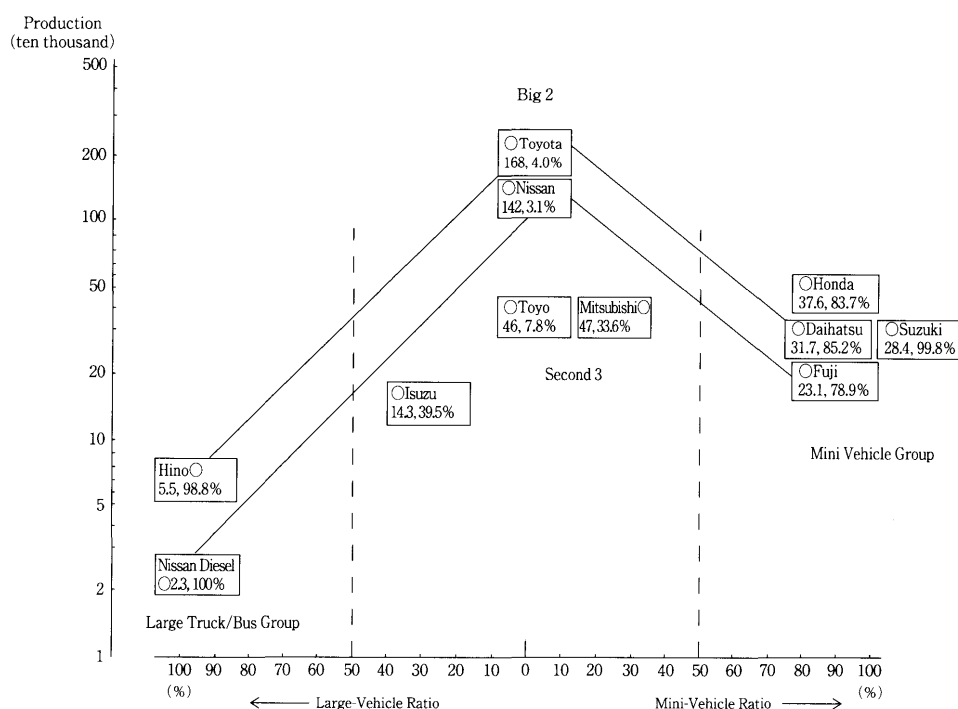 Production
(ten thousand)
500
200
100
50
20
10
5
2
1
Big 2
○Toyota
168, 4.0%
○Nissan
142, 3.1%
○Toyo
46, 7.8%
Mitsubishi○
47, 33.6%
Second 3
○Isuzu
14.3, 39.5%
○Honda
37.6, 83.7%
○Daihatsu
31.7, 85.2%
○Suzuki
28.4, 99.8%
○Fuji
23.1, 78.9%
Mini Vehicle Group
Hino○
5.5, 98.8%
Nissan Diesel
○2.3, 100%
Large Truck/Bus Group
100 90 80 70 60 50 40 30 20 10 0 10 20 30 40 50 60 70 80 90 100
(%) (%)
← Large-Vehicle Ratio Mini-Vehicle Ratio →